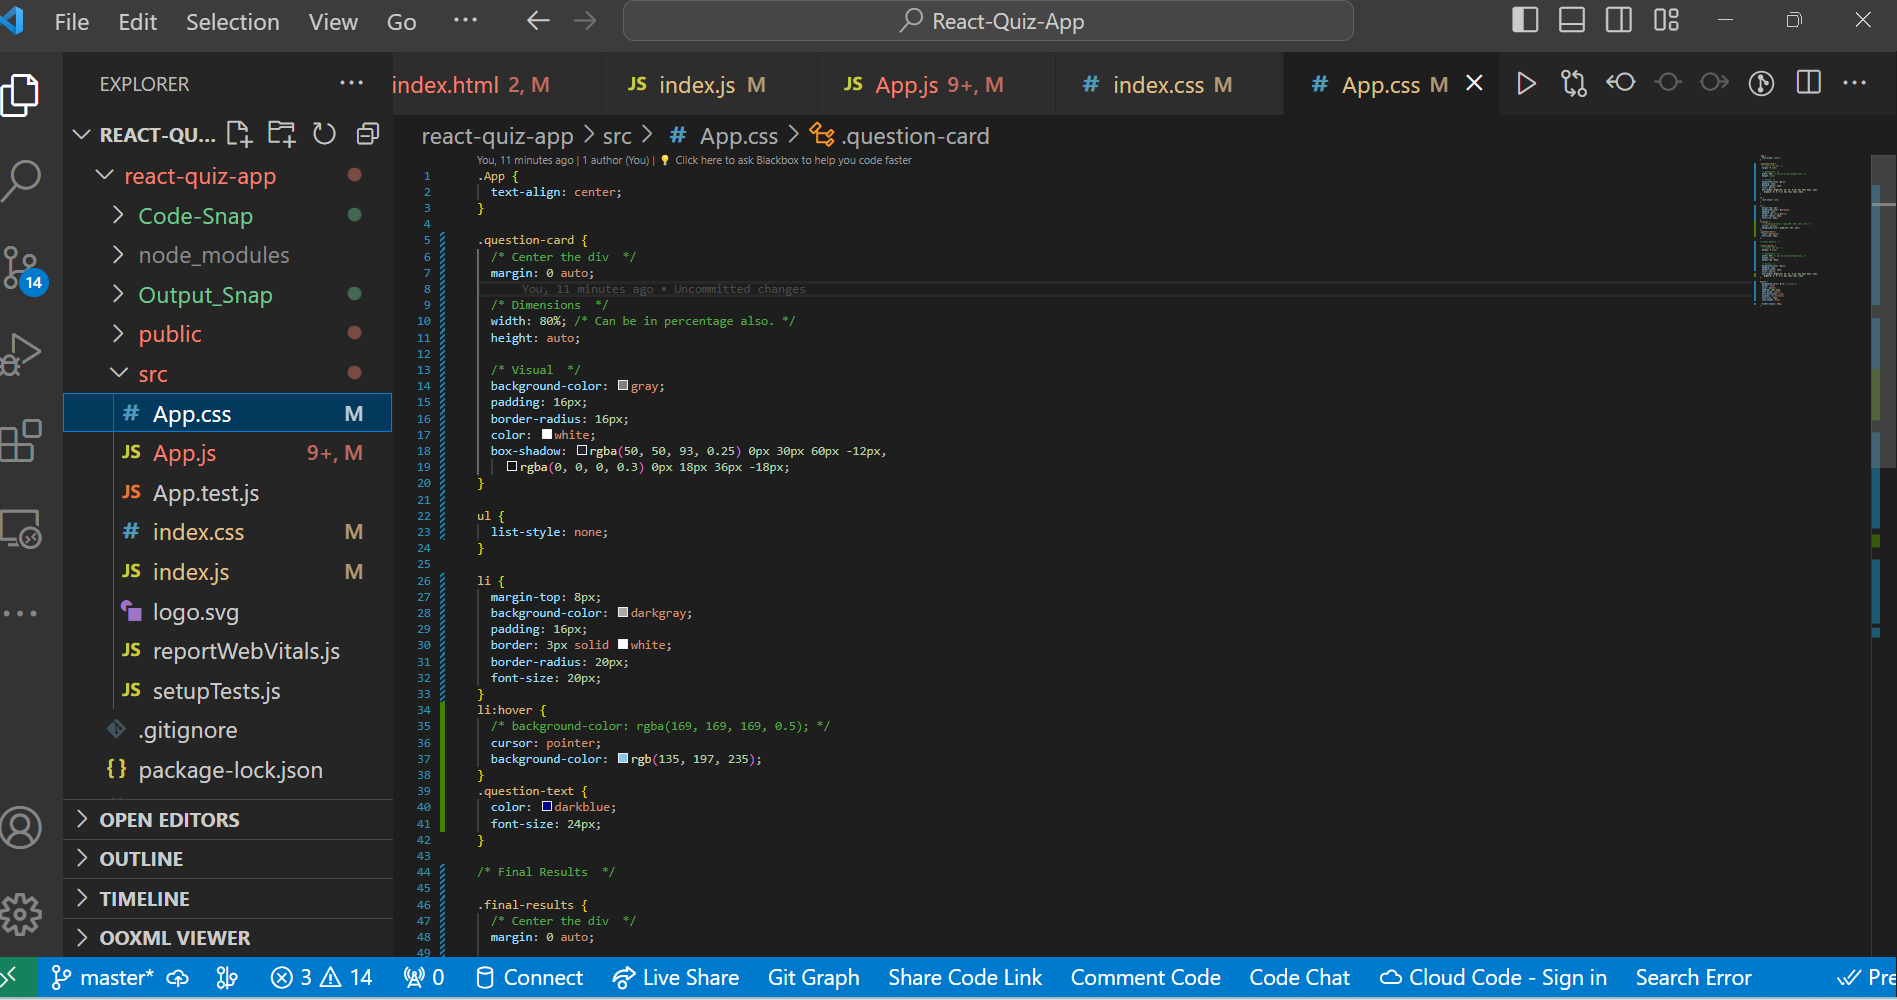 File Edit Selection View Go ··· React-Quiz-App
EXPLORER ···
index.html 2, M JS index.js M JS App.js 9+, M # index.css M # App.css M
REACT-QU...
react-quiz-app > src > # App.css > .question-card
react-quiz-app
Code-Snap
node_modules
14
Output_Snap
public
src
# App.css M
JS App.js 9+, M
JS App.test.js
# index.css M
JS index.js M
logo.svg
JS reportWebVitals.js
JS setupTests.js
.gitignore
{} package-lock.json
OPEN EDITORS
OUTLINE
TIMELINE
OOXML VIEWER
You, 11 minutes ago | 1 author (You) | 💡 Click here to ask Blackbox to help you code faster
1 .App {
2 text-align: center;
3 }
4
5 .question-card {
6 /* Center the div  */
7 margin: 0 auto;
8 You, 11 minutes ago • Uncommitted changes
9 /* Dimensions  */
10 width: 80%; /* Can be in percentage also. */
11 height: auto;
12
13 /* Visual  */
14 background-color: gray;
15 padding: 16px;
16 border-radius: 16px;
17 color: white;
18 box-shadow: rgba(50, 50, 93, 0.25) 0px 30px 60px -12px,
19 rgba(0, 0, 0, 0.3) 0px 18px 36px -18px;
20 }
21
22 ul {
23 list-style: none;
24 }
25
26 li {
27 margin-top: 8px;
28 background-color: darkgray;
29 padding: 16px;
30 border: 3px solid white;
31 border-radius: 20px;
32 font-size: 20px;
33 }
34 li:hover {
35 /* background-color: rgba(169, 169, 169, 0.5); */
36 cursor: pointer;
37 background-color: rgb(135, 197, 235);
38 }
39 .question-text {
40 color: darkblue;
41 font-size: 24px;
42 }
43
44 /* Final Results  */
45
46 .final-results {
47 /* Center the div  */
48 margin: 0 auto;
49
master* 3 14 0 Connect Live Share Git Graph Share Code Link Comment Code Code Chat Cloud Code - Sign in Search Error Pre